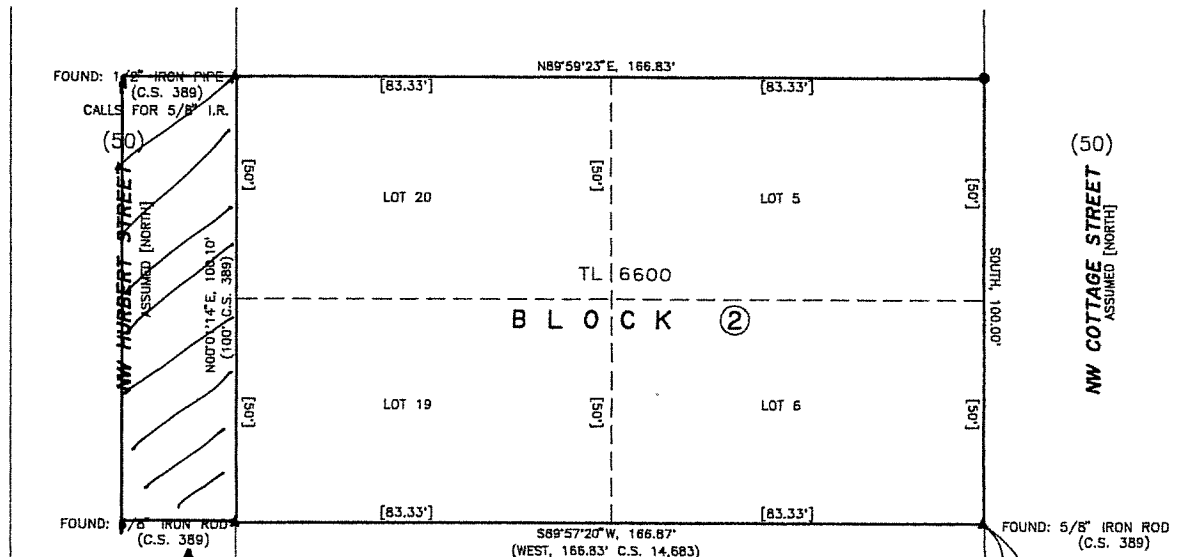 N89°59'23"E, 166.83'
[83.33']
[83.33']
FOUND: 1/2" IRON PIPE
(C.S. 389)
CALLS FOR 5/8" I.R.
(50)
NW HURBERT STREET
ASSUMED [NORTH]
[50']
[50']
[50']
LOT 20
LOT 5
(50)
NW COTTAGE STREET
ASSUMED [NORTH]
N00°01'14"E, 100.10'
(100' C.S. 389)
SOUTH, 100.00'
TL 6600
BLOCK 2
[50']
[50']
[50']
LOT 19
LOT 6
[83.33']
[83.33']
FOUND: 5/8" IRON ROD
(C.S. 389)
S89°57'20"W, 166.87'
(WEST, 166.83' C.S. 14,683)
FOUND: 5/8" IRON ROD
(C.S. 389)